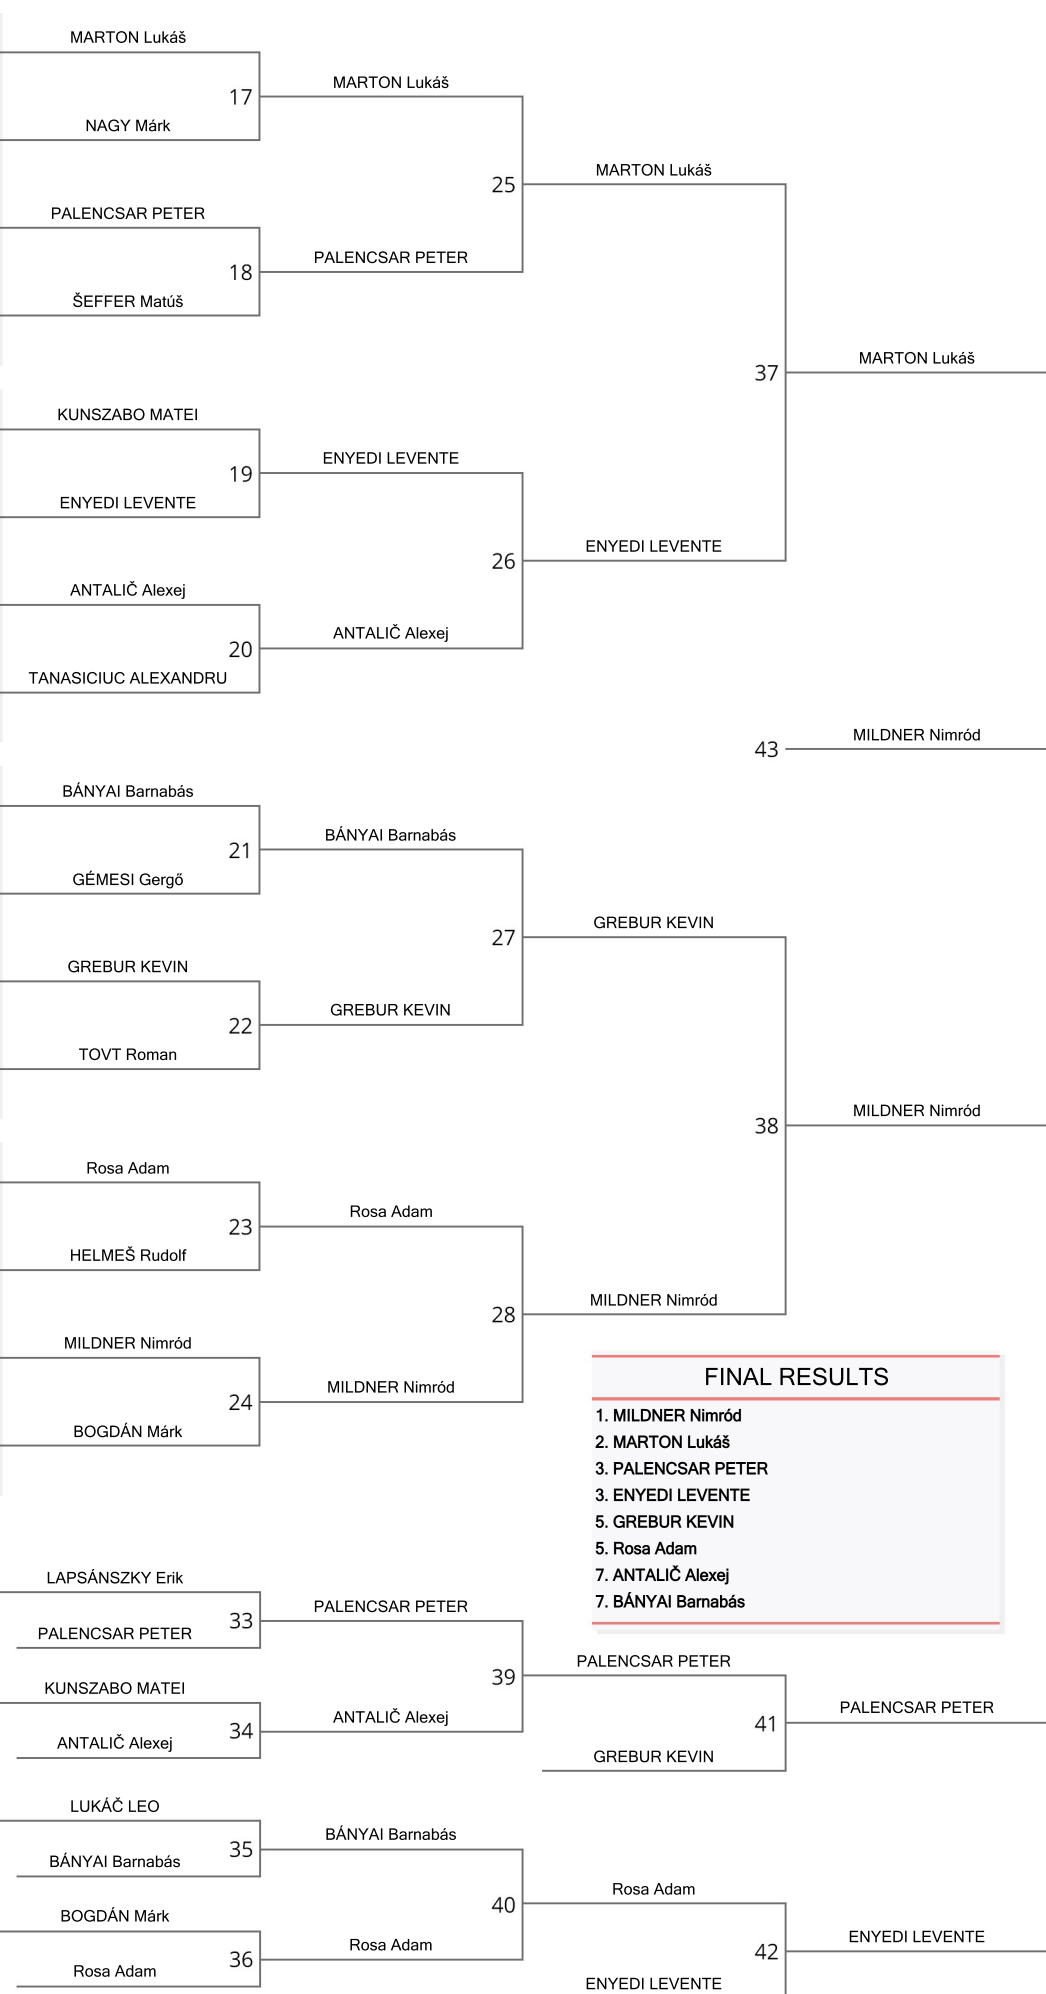 MARTON Lukáš
17
MARTON Lukáš
NAGY Márk
25
MARTON Lukáš
PALENCSAR PETER
18
PALENCSAR PETER
ŠEFFER Matúš
37
MARTON Lukáš
KUNSZABO MATEI
19
ENYEDI LEVENTE
ENYEDI LEVENTE
26
ENYEDI LEVENTE
ANTALIČ Alexej
20
ANTALIČ Alexej
TANASICIUC ALEXANDRU
43
MILDNER Nimród
BÁNYAI Barnabás
21
BÁNYAI Barnabás
GÉMESI Gergő
27
GREBUR KEVIN
GREBUR KEVIN
22
GREBUR KEVIN
TOVT Roman
38
MILDNER Nimród
Rosa Adam
23
Rosa Adam
HELMEŠ Rudolf
28
MILDNER Nimród
MILDNER Nimród
24
MILDNER Nimród
BOGDÁN Márk
FINAL RESULTS
1. MILDNER Nimród
2. MARTON Lukáš
3. PALENCSAR PETER
3. ENYEDI LEVENTE
5. GREBUR KEVIN
5. Rosa Adam
7. ANTALIČ Alexej
7. BÁNYAI Barnabás
LAPSÁNSZKY Erik
33
PALENCSAR PETER
PALENCSAR PETER
39
PALENCSAR PETER
KUNSZABO MATEI
34
ANTALIČ Alexej
ANTALIČ Alexej
41
PALENCSAR PETER
GREBUR KEVIN
LUKÁČ LEO
35
BÁNYAI Barnabás
BÁNYAI Barnabás
40
Rosa Adam
BOGDÁN Márk
36
Rosa Adam
Rosa Adam
42
ENYEDI LEVENTE
ENYEDI LEVENTE